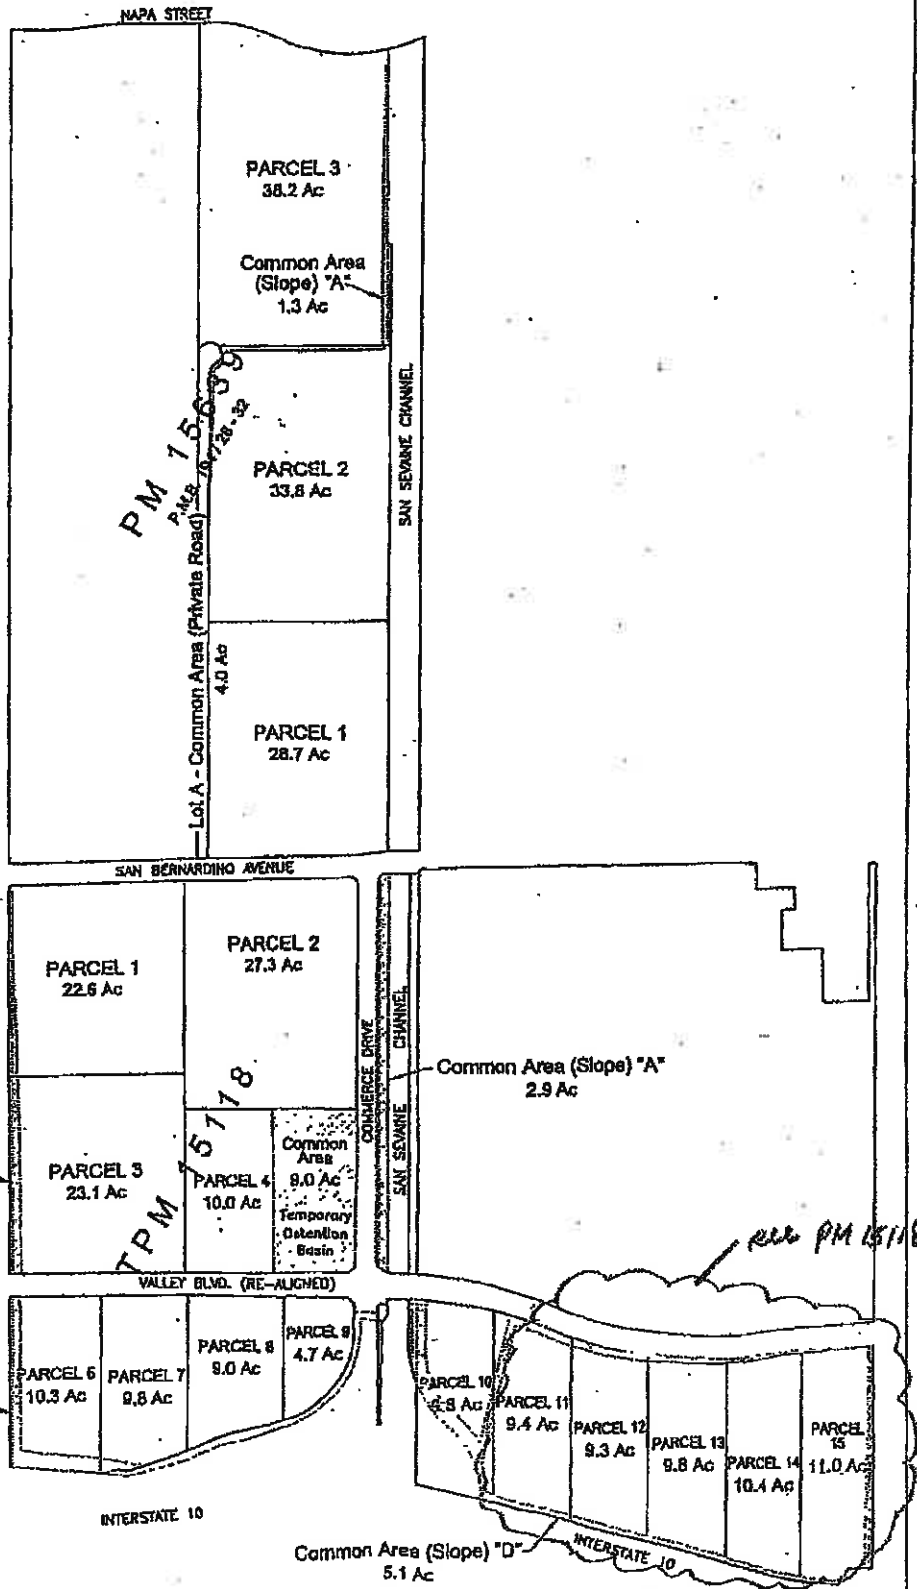 NAPA STREET
PARCEL 3
38.2 Ac
Common Area
(Slope) "A"
1.3 Ac
PM 15639
SAN SEVAINE CHANNEL
PARCEL 2
33.8 Ac
Lot A - Common Area (Private Road)
4.0 Ac
PARCEL 1
28.7 Ac
SAN BERNARDINO AVENUE
PARCEL 1
22.6 Ac
PARCEL 2
27.3 Ac
COMMERCE DRIVE
SAN SEVAINE CHANNEL
Common Area (Slope) "A"
2.9 Ac
TPM 15118
PARCEL 3
23.1 Ac
PARCEL 4
10.0 Ac
Common
Area
9.0 Ac
Temporary
Detention
Basin
PM 15118
VALLEY BLVD. (RE-ALIGNED)
PARCEL 6
10.3 Ac
PARCEL 7
9.8 Ac
PARCEL 8
9.0 Ac
PARCEL 9
4.7 Ac
PARCEL 10
Ac
PARCEL 11
9.4 Ac
PARCEL 12
9.3 Ac
PARCEL 13
9.8 Ac
PARCEL 14
10.4 Ac
PARCEL
15
11.0 Ac
INTERSTATE 10
INTERSTATE 10
Common Area (Slope) "D"
5.1 Ac